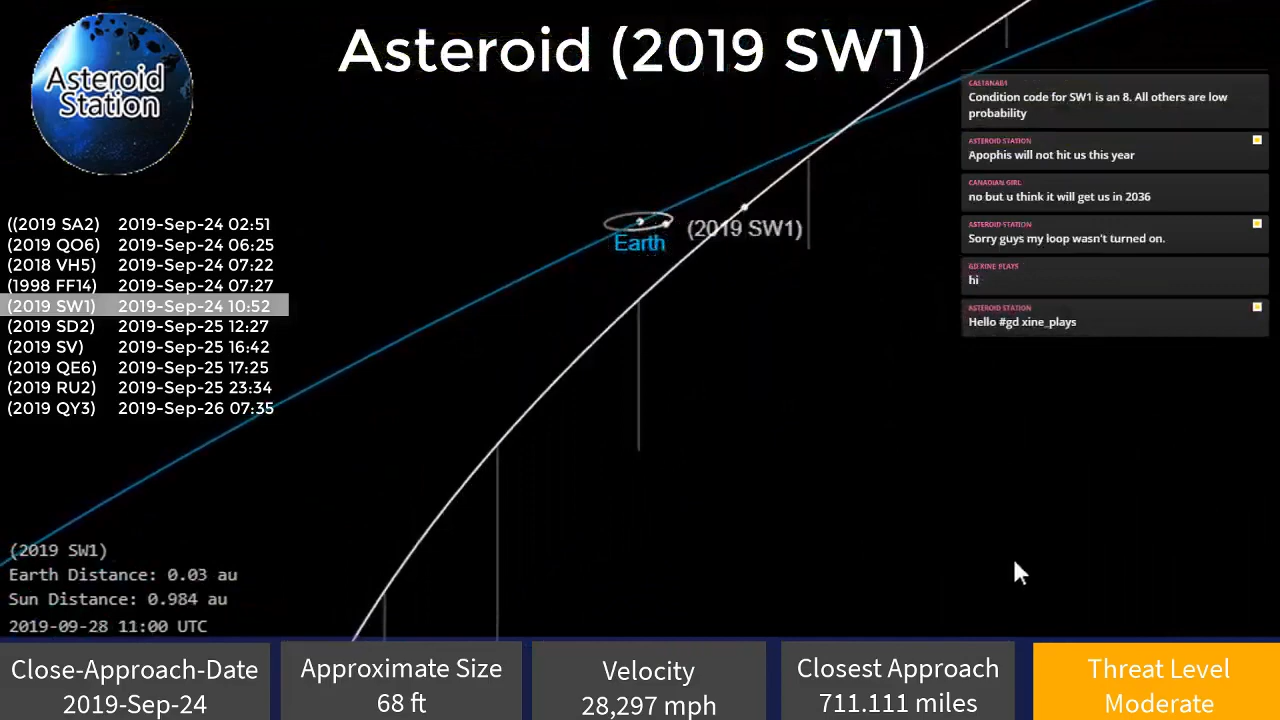 Asteroid (2019 SW1)
Asteroid
Station
((2019 SA2) 2019-Sep-24 02:51
(2019 QO6) 2019-Sep-24 06:25
(2018 VH5) 2019-Sep-24 07:22
(1998 FF14) 2019-Sep-24 07:27
(2019 SW1) 2019-Sep-24 10:52
(2019 SD2) 2019-Sep-25 12:27
(2019 SV) 2019-Sep-25 16:42
(2019 QE6) 2019-Sep-25 17:25
(2019 RU2) 2019-Sep-25 23:34
(2019 QY3) 2019-Sep-26 07:35
Earth
(2019 SW1)
Condition code for SW1 is an 8. All others are low
probability
ASTEROID STATION
Apophis will not hit us this year
CANADIAN GIRL
no but u think it will get us in 2036
ASTEROID STATION
Sorry guys my loop wasn't turned on.
GD XINE PLAYS
hi
ASTEROID STATION
Hello #gd xine_plays
(2019 SW1)
Earth Distance: 0.03 au
Sun Distance: 0.984 au
2019-09-28 11:00 UTC
Close-Approach-Date
2019-Sep-24
Approximate Size
68 ft
Velocity
28,297 mph
Closest Approach
711.111 miles
Threat Level
Moderate